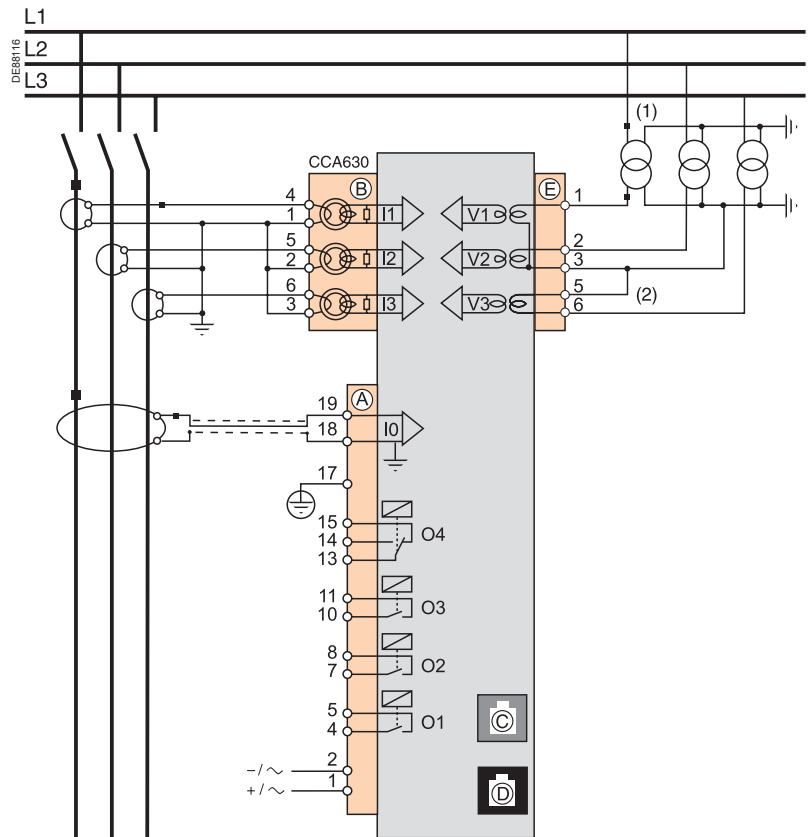 L1
DE88116
L2
L3
(1)
CCA630
B
E
4
I1
V1
1
1
5
I2
V2
2
2
3
6
I3
V3
5
(2)
3
6
A
19
I0
18
17
15
14
O4
13
11
O3
10
8
O2
7
5
O1
4
C
2
-/~
1
+/~
D